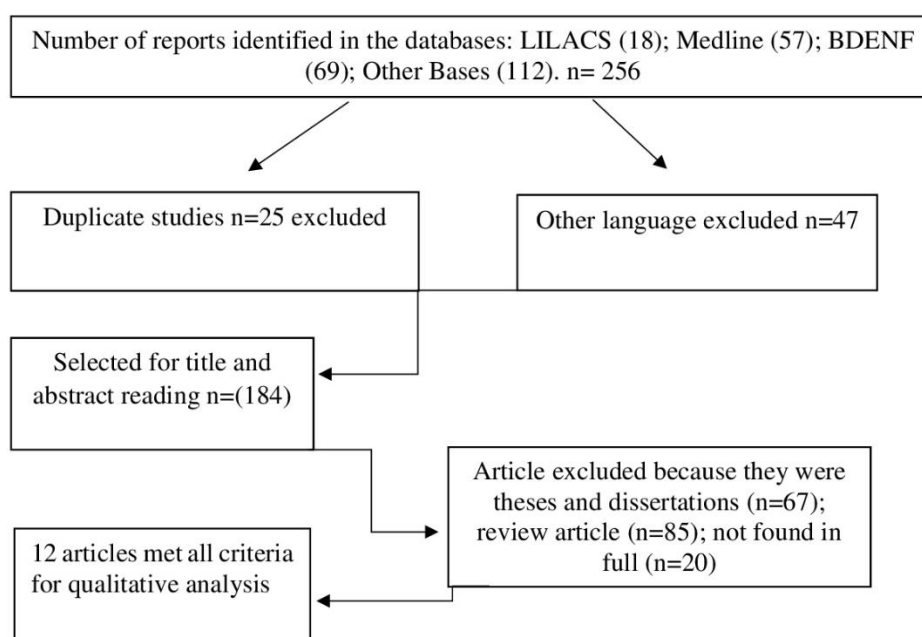 Number of reports identified in the databases: LILACS (18); Medline (57); BDENF
(69); Other Bases (112). n= 256
Duplicate studies n=25 excluded
Other language excluded n=47
Selected for title and
abstract reading n=(184)
Article excluded because they were
theses and dissertations (n=67);
review article (n=85); not found in
full (n=20)
12 articles met all criteria
for qualitative analysis